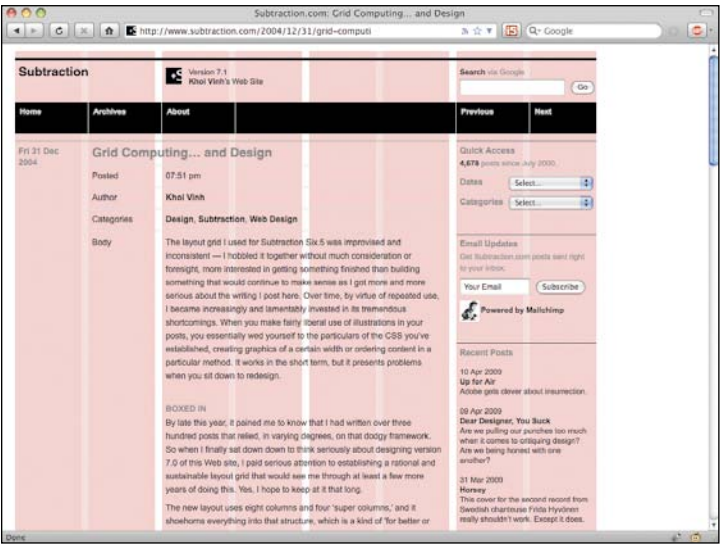 Subtraction.com: Grid Computing... and Design
http://www.subtraction.com/2004/12/31/grid-computi
Google
Subtraction
Version 7.1
Khoi Vinh's Web Site
Search via Google
Go
Home Archives About Previous Next
Fri 31 Dec
2004
Grid Computing... and Design
Posted 07:51 pm
Author Khoi Vinh
Categories Design, Subtraction, Web Design
Body
The layout grid I used for Subtraction Six.5 was improvised and
inconsistent — I hobbled it together without much consideration or
foresight, more interested in getting something finished than building
something that would continue to make sense as I got more and more
serious about the writing I post here. Over time, by virtue of repeated use,
I became increasingly and lamentably invested in its tremendous
shortcomings. When you make fairly liberal use of illustrations in your
posts, you essentially wed yourself to the particulars of the CSS you've
established, creating graphics of a certain width or ordering content in a
particular method. It works in the short term, but it presents problems
when you sit down to redesign.
BOXED IN
By late this year, it pained me to know that I had written over three
hundred posts that relied, in varying degrees, on that dodgy framework.
So when I finally sat down down to think seriously about designing version
7.0 of this Web site, I paid serious attention to establishing a rational and
sustainable layout grid that would see me through at least a few more
years of doing this. Yes, I hope to keep at it that long.
The new layout uses eight columns and four 'super columns,' and it
shoehorns everything into that structure, which is a kind of 'for better or
Quick Access
4,678 posts since July 2000.
Dates Select...
Categories Select...
Email Updates
Get Subtraction.com posts sent right
to your inbox.
Your Email Subscribe
Powered by Mailchimp
Recent Posts
10 Apr 2009
Up for Air
Adobe gets clever about insurrection.
09 Apr 2009
Dear Designer, You Suck
Are we pulling our punches too much
when it comes to critiquing design?
Are we being honest with one
another?
31 Mar 2009
Horsey
This cover for the second record from
Swedish chanteuse Frida Hyvönen
really shouldn't work. Except it does.
Done